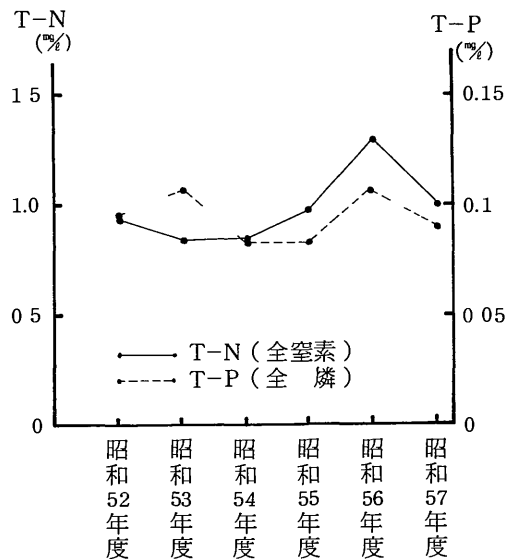 T-N
(mg/ℓ)
T-P
(mg/ℓ)
1 5
1.0
0 5
0
0.15
0.1
0 05
0
T-N(全窒素)
T-P(全 燐)
昭和52年度
昭和53年度
昭和54年度
昭和55年度
昭和56年度
昭和57年度